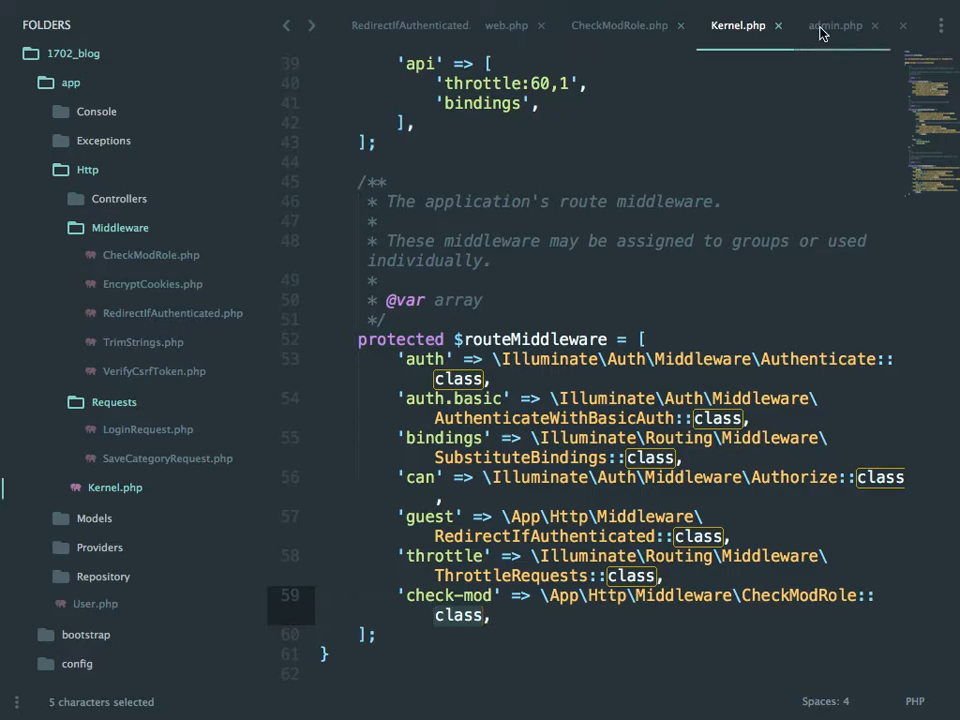 FOLDERS
1702_blog
app
Console
Exceptions
Http
Controllers
Middleware
CheckModRole.php
EncryptCookies.php
RedirectIfAuthenticated.php
TrimStrings.php
VerifyCsrfToken.php
Requests
LoginRequest.php
SaveCategoryRequest.php
Kernel.php
Models
Providers
Repository
User.php
bootstrap
config
RedirectIfAuthenticated. web.php × CheckModRole.php × Kernel.php × admin.php × ×
39 'api' => [
40 'throttle:60,1',
41 'bindings',
42 ],
43 ];
44
45 /**
46 * The application's route middleware.
47 *
48 * These middleware may be assigned to groups or used
individually.
49 *
50 * @var array
51 */
52 protected $routeMiddleware = [
53 'auth' => \Illuminate\Auth\Middleware\Authenticate::
class,
54 'auth.basic' => \Illuminate\Auth\Middleware\
AuthenticateWithBasicAuth::class,
55 'bindings' => \Illuminate\Routing\Middleware\
SubstituteBindings::class,
56 'can' => \Illuminate\Auth\Middleware\Authorize::class
,
57 'guest' => \App\Http\Middleware\
RedirectIfAuthenticated::class,
58 'throttle' => \Illuminate\Routing\Middleware\
ThrottleRequests::class,
59 'check-mod' => \App\Http\Middleware\CheckModRole::
class,
60 ];
61 }
62
5 characters selected Spaces: 4 PHP